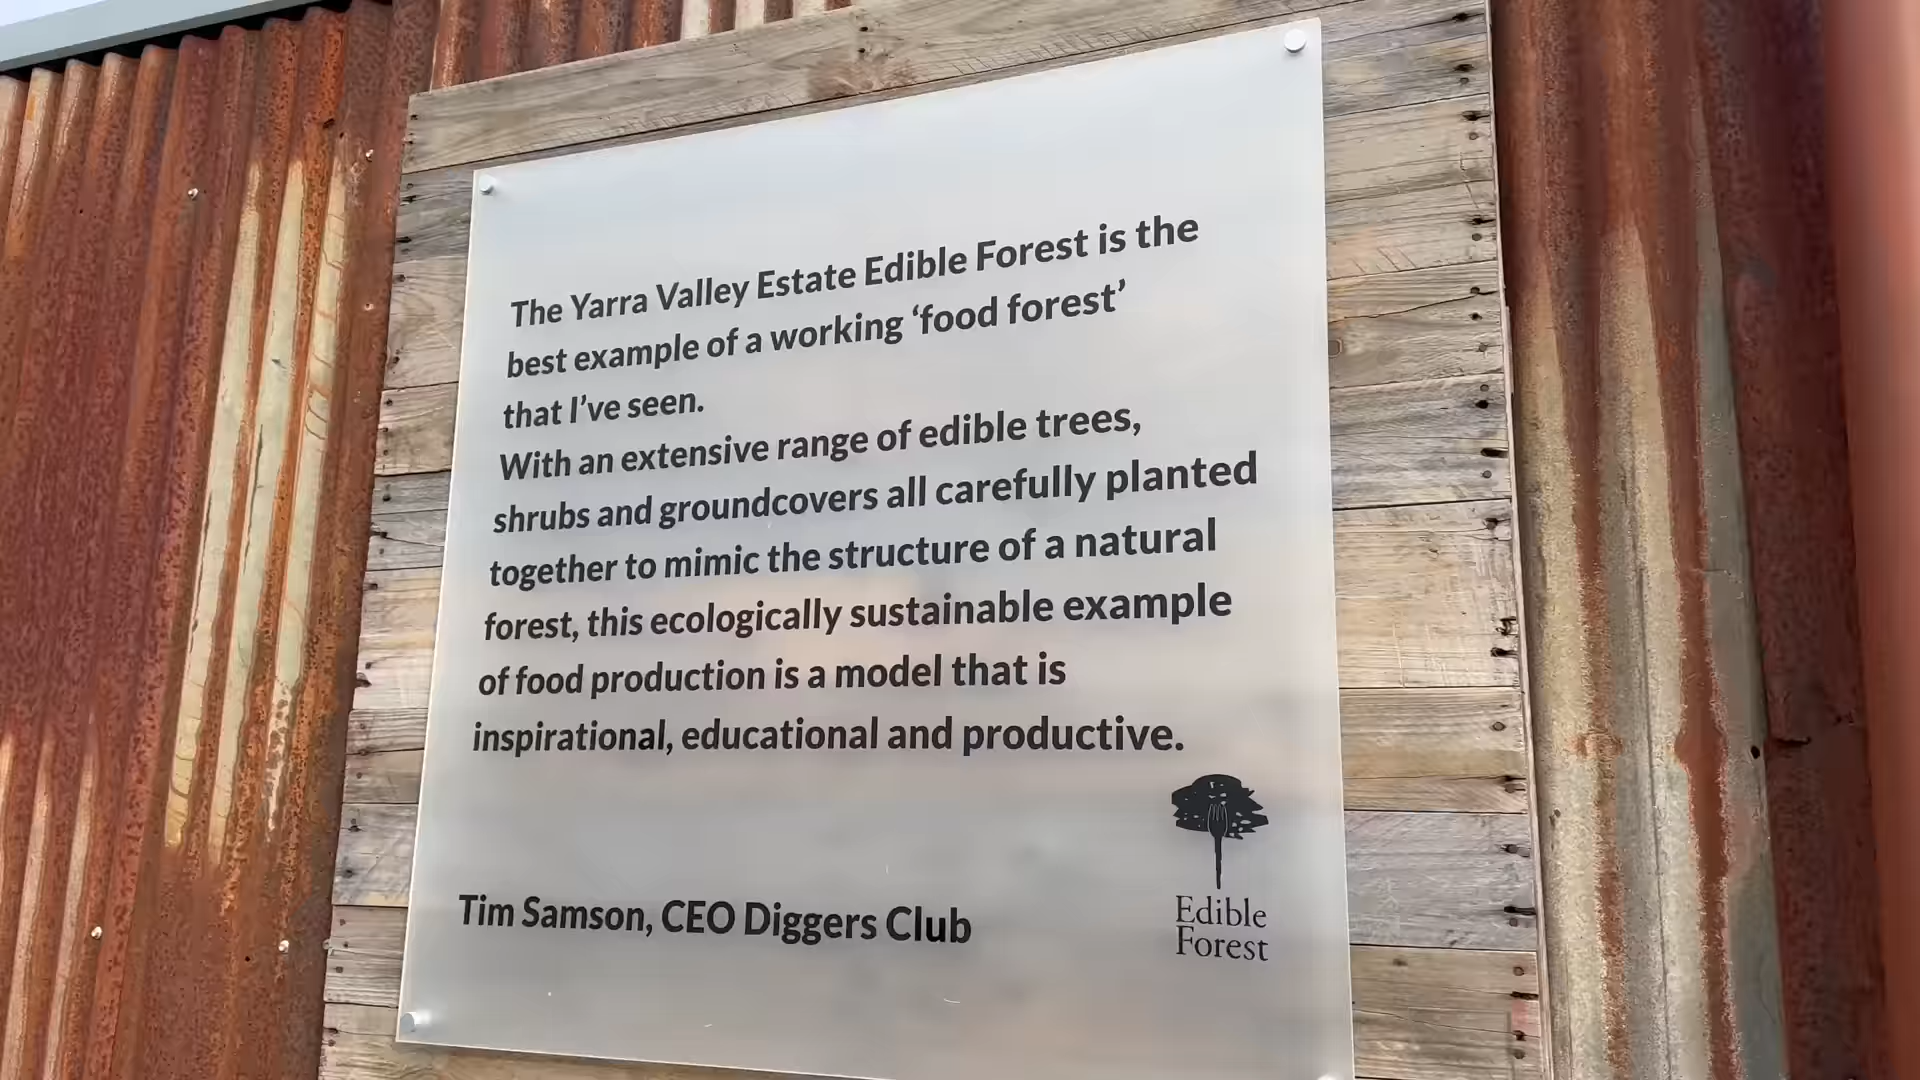 The Yarra Valley Estate Edible Forest is the
best example of a working ‘food forest’
that I’ve seen.
With an extensive range of edible trees,
shrubs and groundcovers all carefully planted
together to mimic the structure of a natural
forest, this ecologically sustainable example
of food production is a model that is
inspirational, educational and productive.
Tim Samson, CEO Diggers Club
Edible
Forest